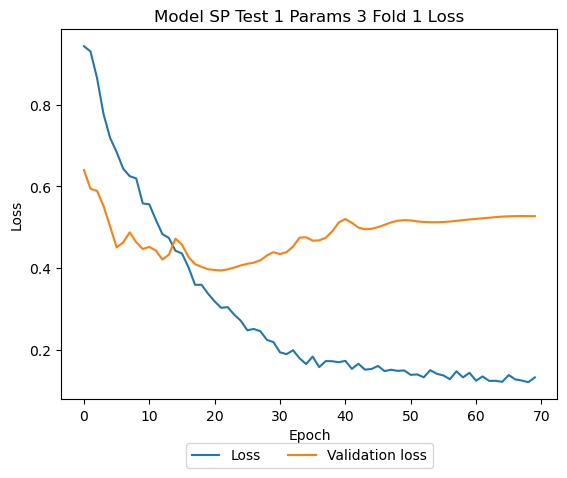 Model SP Test 1 Params 3 Fold 1 Loss
Loss
0.8
0.6
0.4
0.2
0 10 20 30 40 50 60 70
Epoch
Loss Validation loss